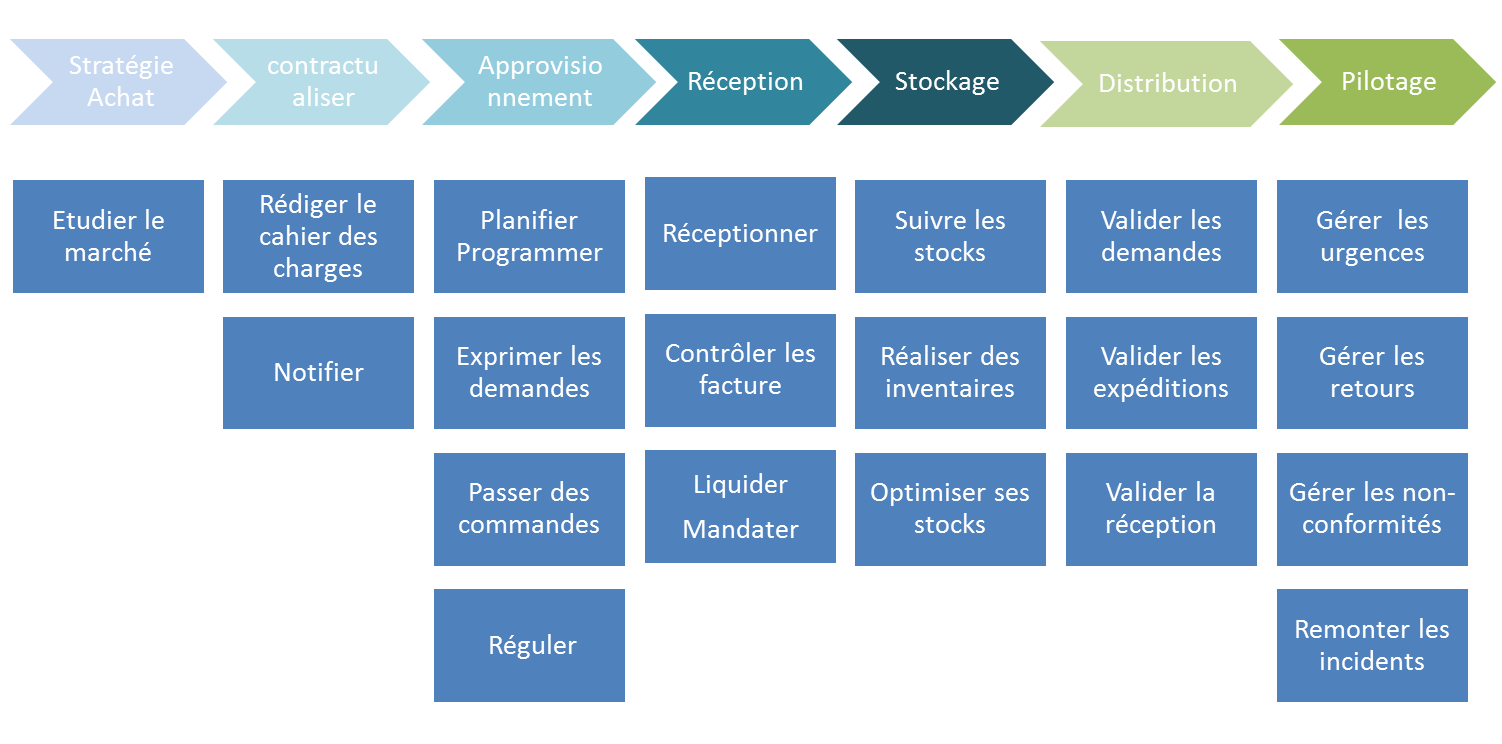 Stratégie
Achat
contractu
aliser
Approvisio
nnement
Réception
Stockage
Distribution
Pilotage
Etudier le
marché
Rédiger le
cahier des
charges
Planifier
Programmer
Réceptionner
Suivre les
stocks
Valider les
demandes
Gérer les
urgences
Notifier
Exprimer les
demandes
Contrôler les
facture
Réaliser des
inventaires
Valider les
expéditions
Gérer les
retours
Passer des
commandes
Liquider
Mandater
Optimiser ses
stocks
Valider la
réception
Gérer les non-
conformités
Réguler
Remonter les
incidents